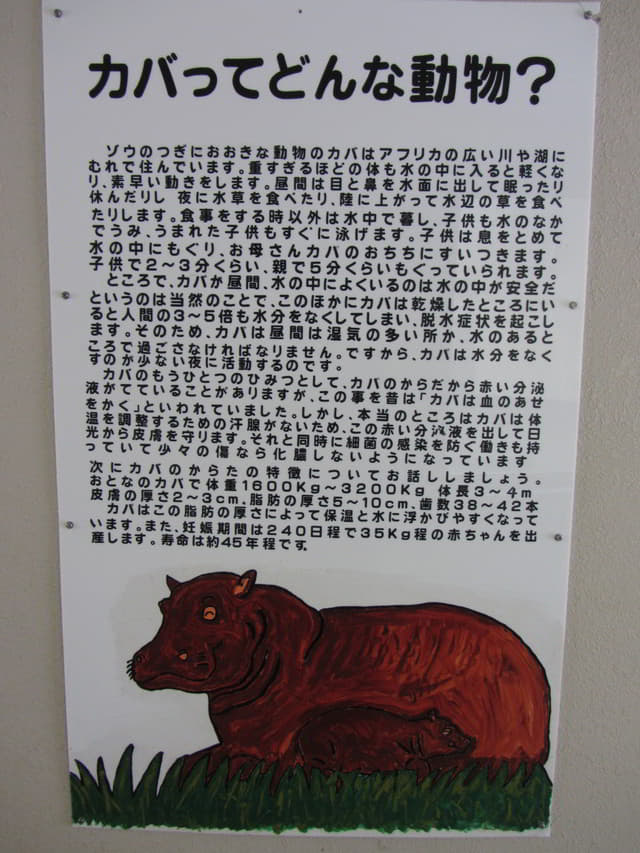 カバってどんな動物？
ゾウのつぎにおおきな動物のカバはアフリカの広い川や湖に
むれで住んでいます。重すぎるほどの体も水の中に入ると軽くな
り、素早い動きをします。昼間は目と鼻を水面に出して眠ったり
休んだりし 夜に水草を食べたり、陸に上がって水辺の草を食べ
たりします。食事をする時以外は水中で暮し、子供も水のなか
でうみ、うまれた子供もすぐに泳げます。子供は息をとめて
水の中にもぐり、お母さんカバのおちちにすいつきます。
子供で2〜3分くらい、親で5分くらいもぐっていられます。
ところで、カバが昼間、水の中によくいるのは水の中が安全だ
というのは当然のことで、このほかにカバは乾燥したところにい
ると人間の3〜5倍も水分をなくしてしまい、脱水症状を起こし
ます。そのため、カバは昼間は湿気の多い所か、水のあると
ころで過ごさなければなりません。ですから、カバは水分をなく
すのが少ない夜に活動するのです。
カバのもうひとつのひみつとして、カバのからだから赤い分泌
液がでていることがありますが、この事を昔は「カバは血のあせ
をかく」といわれていました。しかし、本当のところはカバは体
温を調整するための汗腺がないため、この赤い分泌液を出して日
光から皮膚を守ります。それと同時に細菌の感染を防ぐ働きも持
っていて少々の傷なら化膿しないようになっています
次にカバのからたの特徴についてお話ししましょう。
おとなのカバで体重1600Kg〜3200Kg 体長3〜4m
皮膚の厚さ2〜3cm.脂肪の厚さ5〜10cm.歯数38〜42本
カバはこの脂肪の厚さによって保温と水に浮かびやすくなって
います。また、妊娠期間は240日程で35Kg程の赤ちゃんを出
産します。寿命は約45年程です。